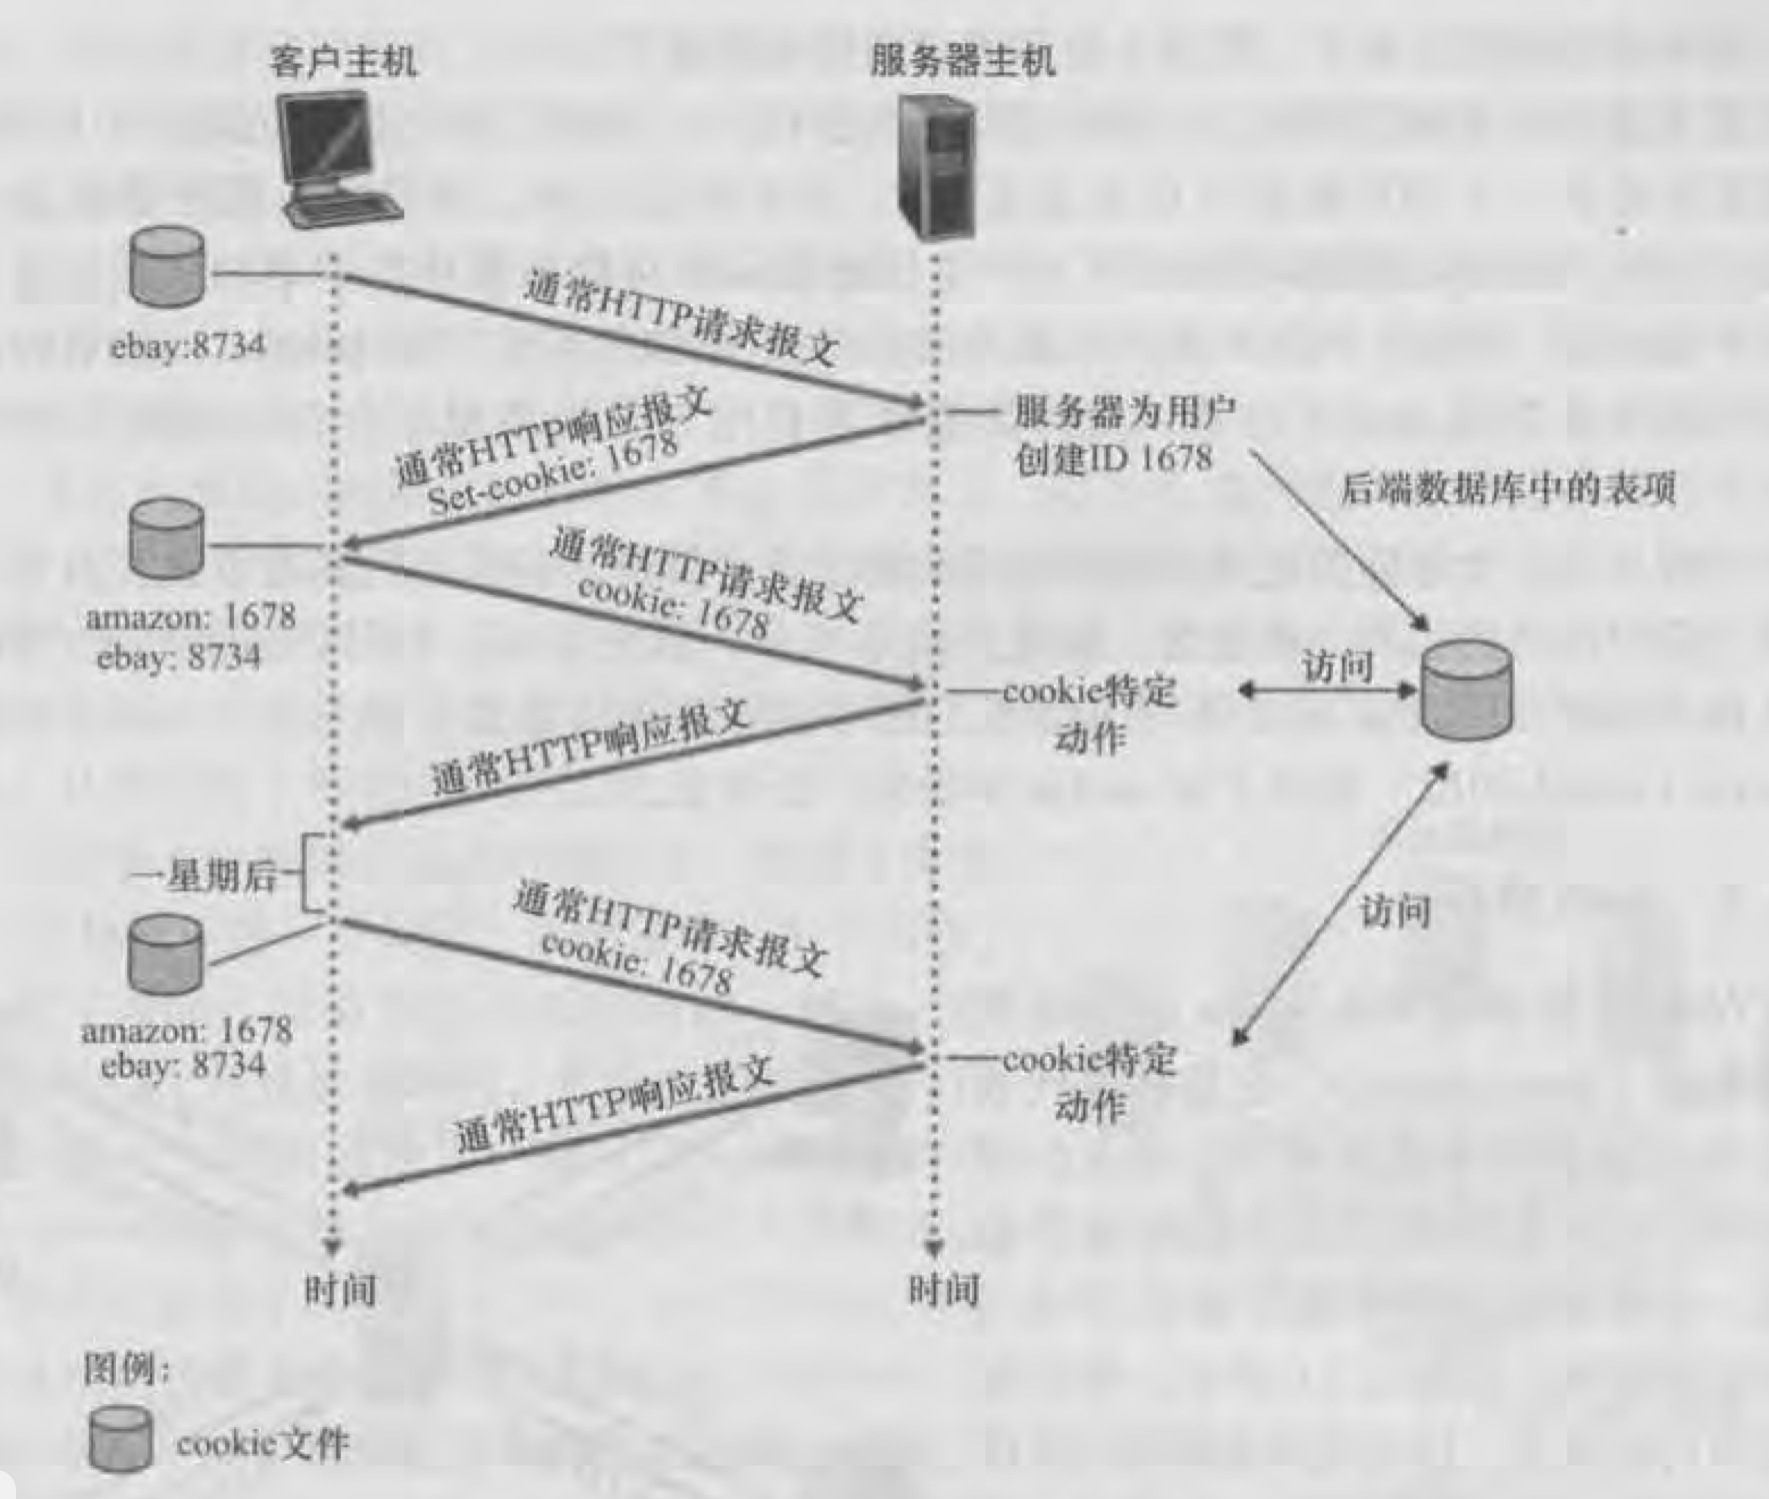 客户主机
服务器主机
通常HTTP请求报文
ebay:8734
服务器为用户
创建ID 1678
通常HTTP响应报文
Set-cookie: 1678
后端数据库中的表项
通常HTTP请求报文
cookie: 1678
amazon: 1678
ebay: 8734
访问
cookie特定
动作
通常HTTP响应报文
一星期后
通常HTTP请求报文
cookie: 1678
访问
amazon: 1678
ebay: 8734
cookie特定
动作
通常HTTP响应报文
时间
时间
图例:
cookie文件